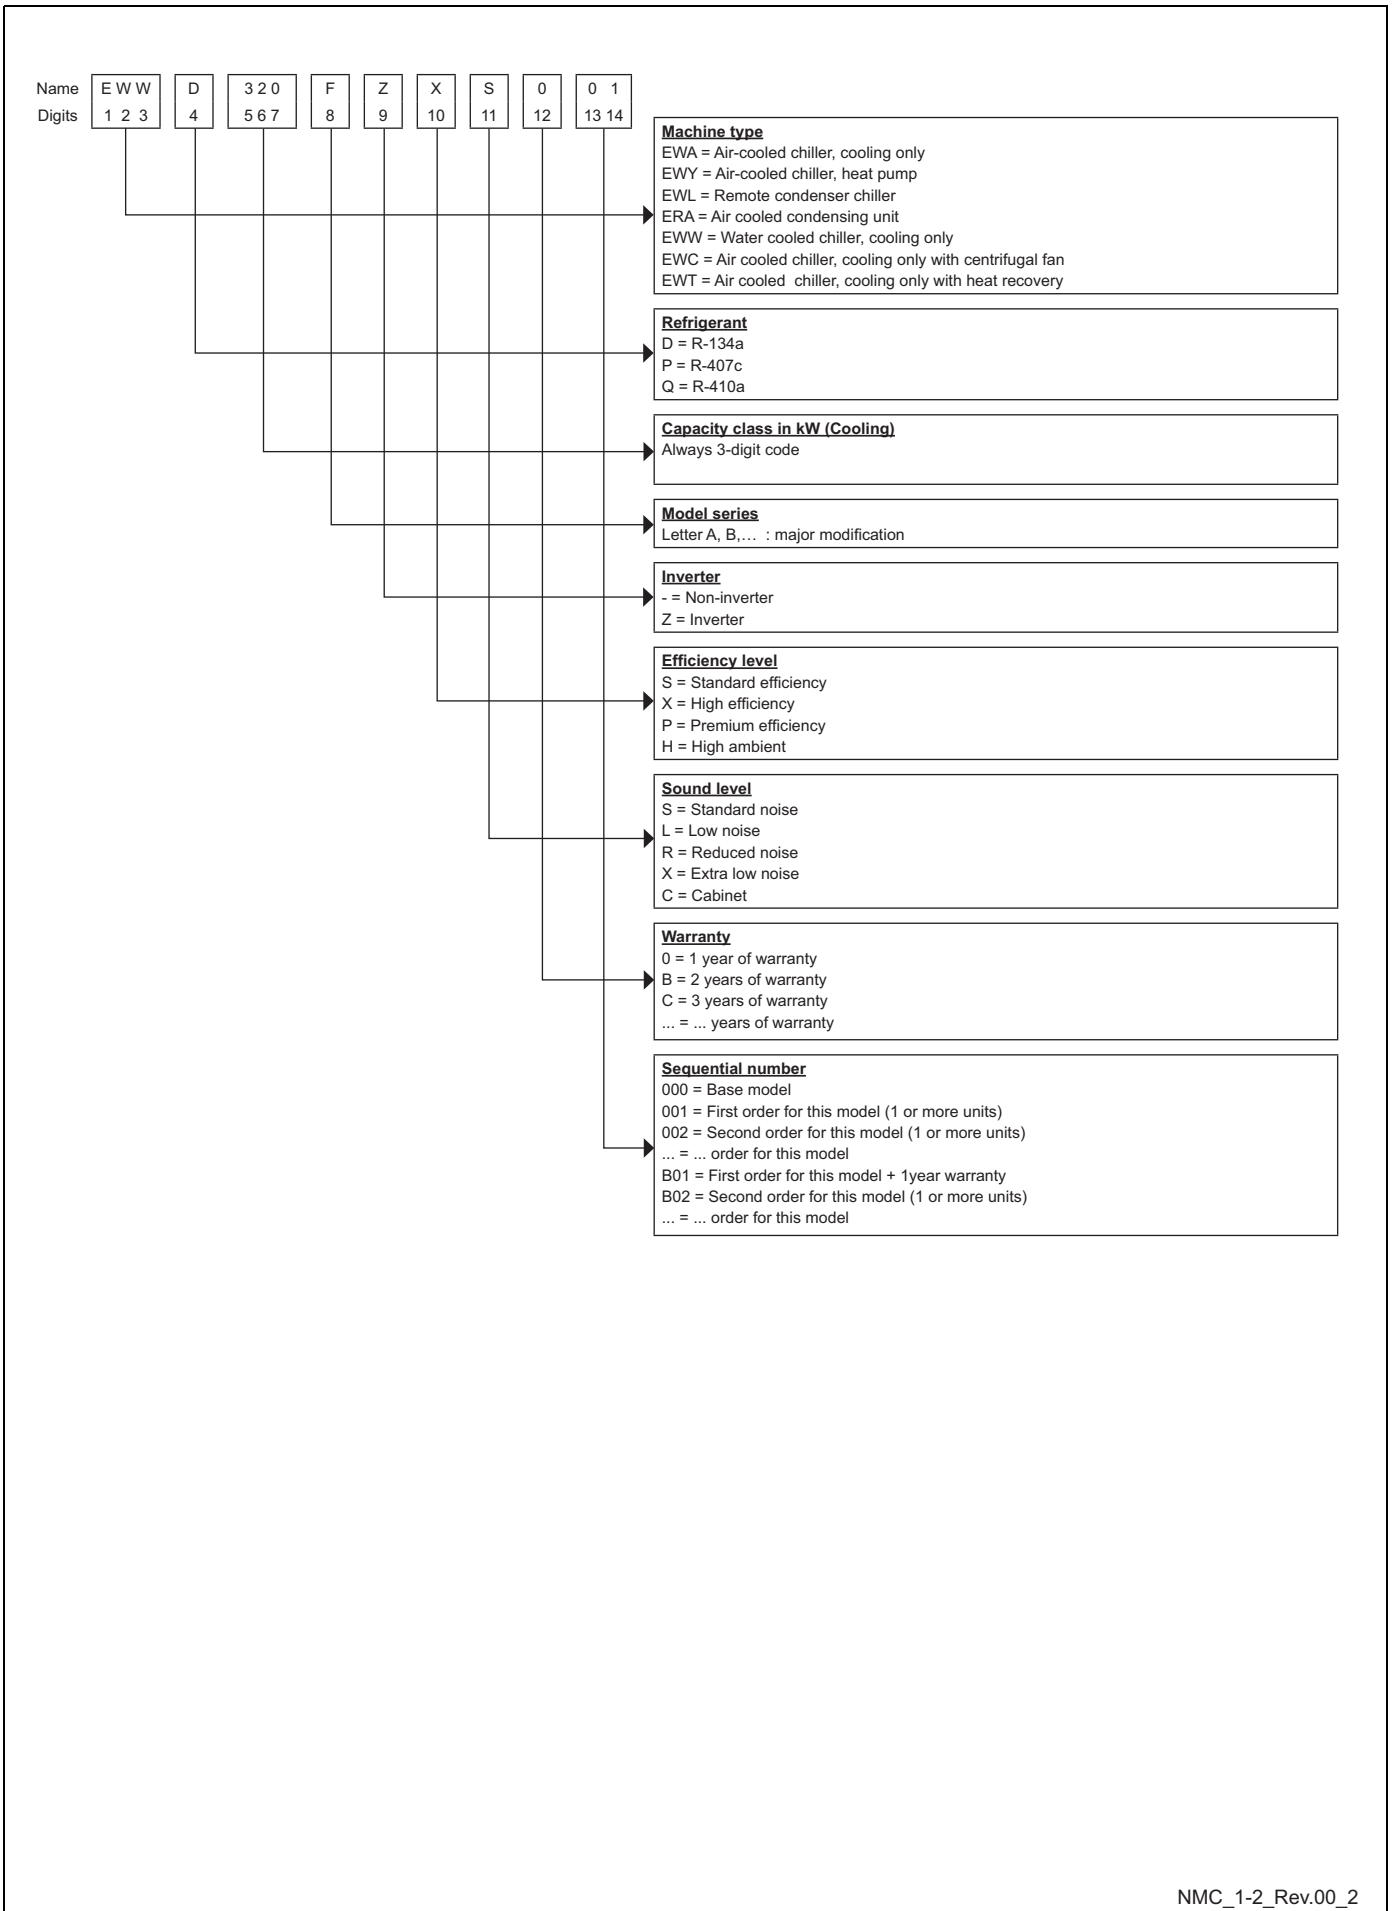 Name E W W D 3 2 0 F Z X S 0 0 1
Digits 1 2 3 4 5 6 7 8 9 10 11 12 13 14
Machine type
EWA = Air-cooled chiller, cooling only
EWY = Air-cooled chiller, heat pump
EWL = Remote condenser chiller
ERA = Air cooled condensing unit
EWW = Water cooled chiller, cooling only
EWC = Air cooled chiller, cooling only with centrifugal fan
EWT = Air cooled chiller, cooling only with heat recovery
Refrigerant
D = R-134a
P = R-407c
Q = R-410a
Capacity class in kW (Cooling)
Always 3-digit code
Model series
Letter A, B,… : major modification
Inverter
- = Non-inverter
Z = Inverter
Efficiency level
S = Standard efficiency
X = High efficiency
P = Premium efficiency
H = High ambient
Sound level
S = Standard noise
L = Low noise
R = Reduced noise
X = Extra low noise
C = Cabinet
Warranty
0 = 1 year of warranty
B = 2 years of warranty
C = 3 years of warranty
... = ... years of warranty
Sequential number
000 = Base model
001 = First order for this model (1 or more units)
002 = Second order for this model (1 or more units)
... = ... order for this model
B01 = First order for this model + 1year warranty
B02 = Second order for this model (1 or more units)
... = ... order for this model
NMC_1-2_Rev.00_2